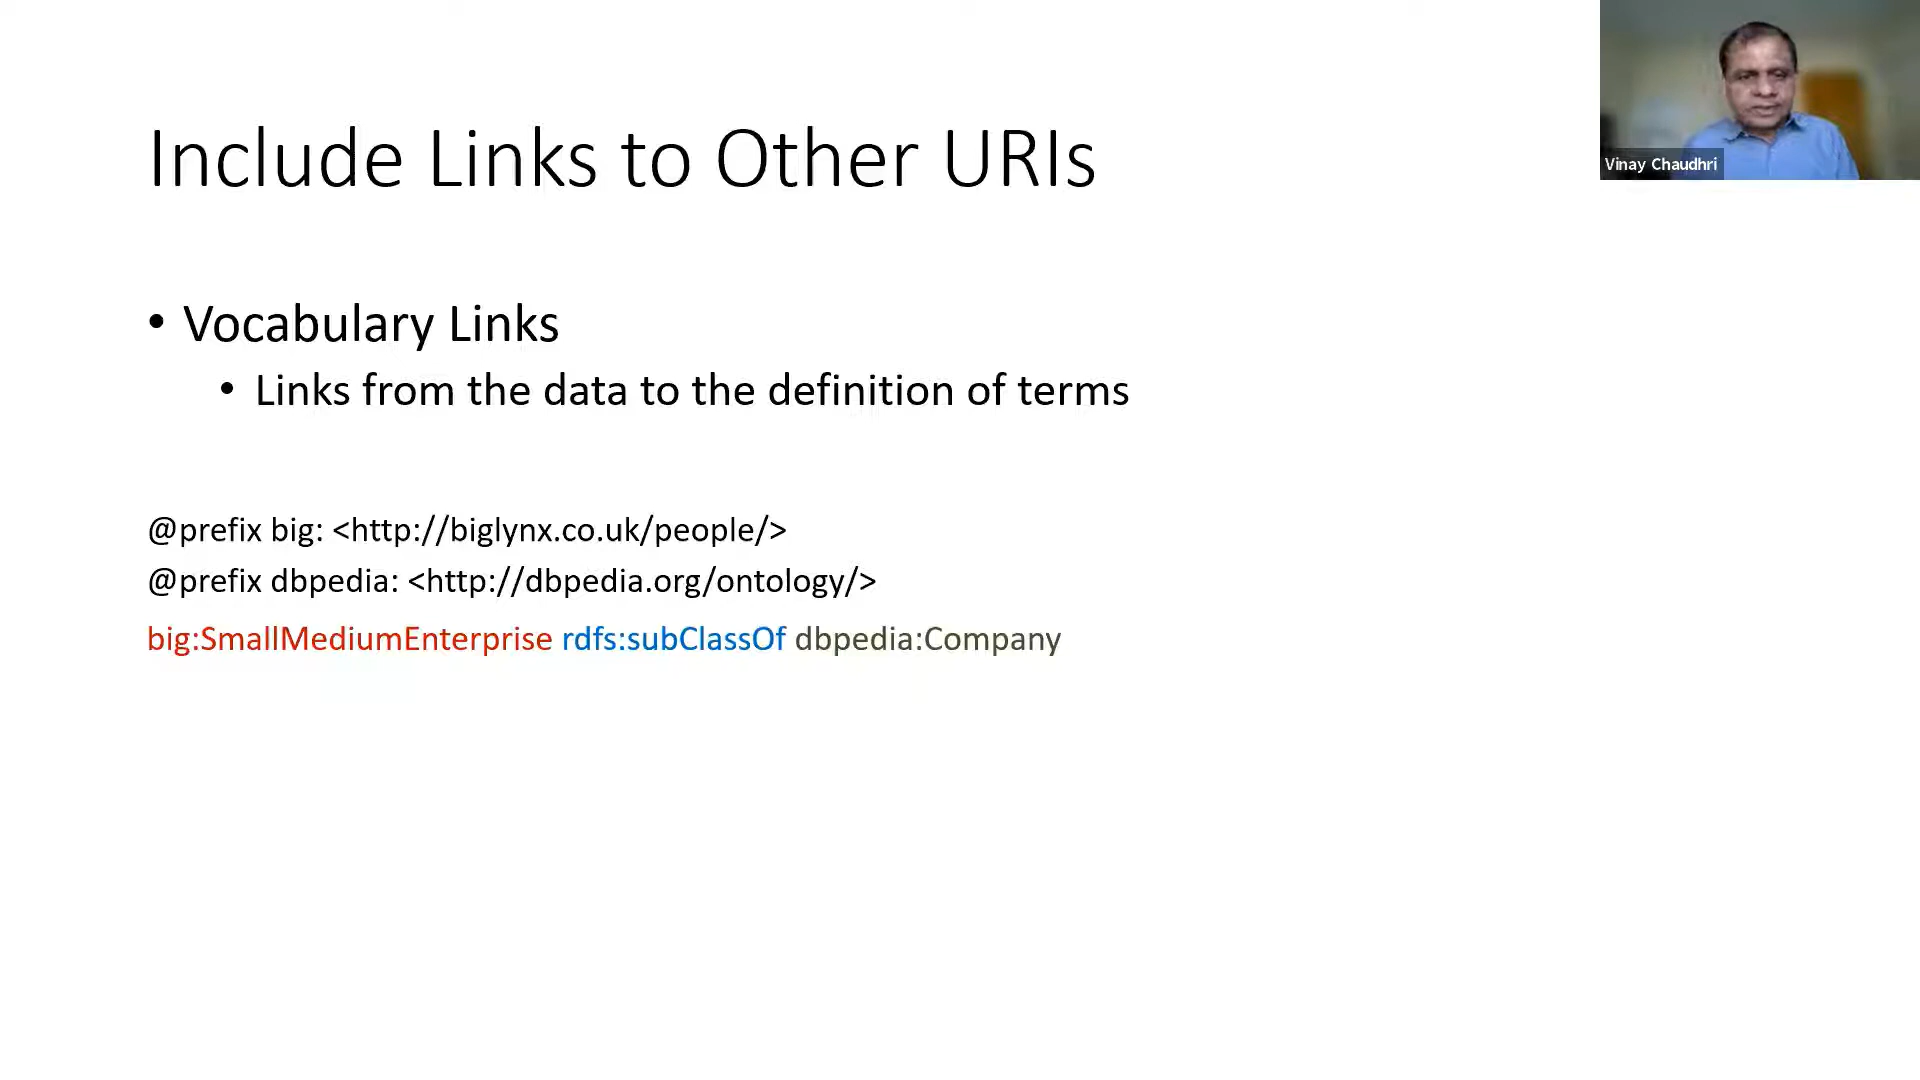 Include Links to Other URIs
Vinay Chaudhri
• Vocabulary Links
• Links from the data to the definition of terms
@prefix big: <http://biglynx.co.uk/people/>
@prefix dbpedia: <http://dbpedia.org/ontology/>
big:SmallMediumEnterprise rdfs:subClassOf dbpedia:Company